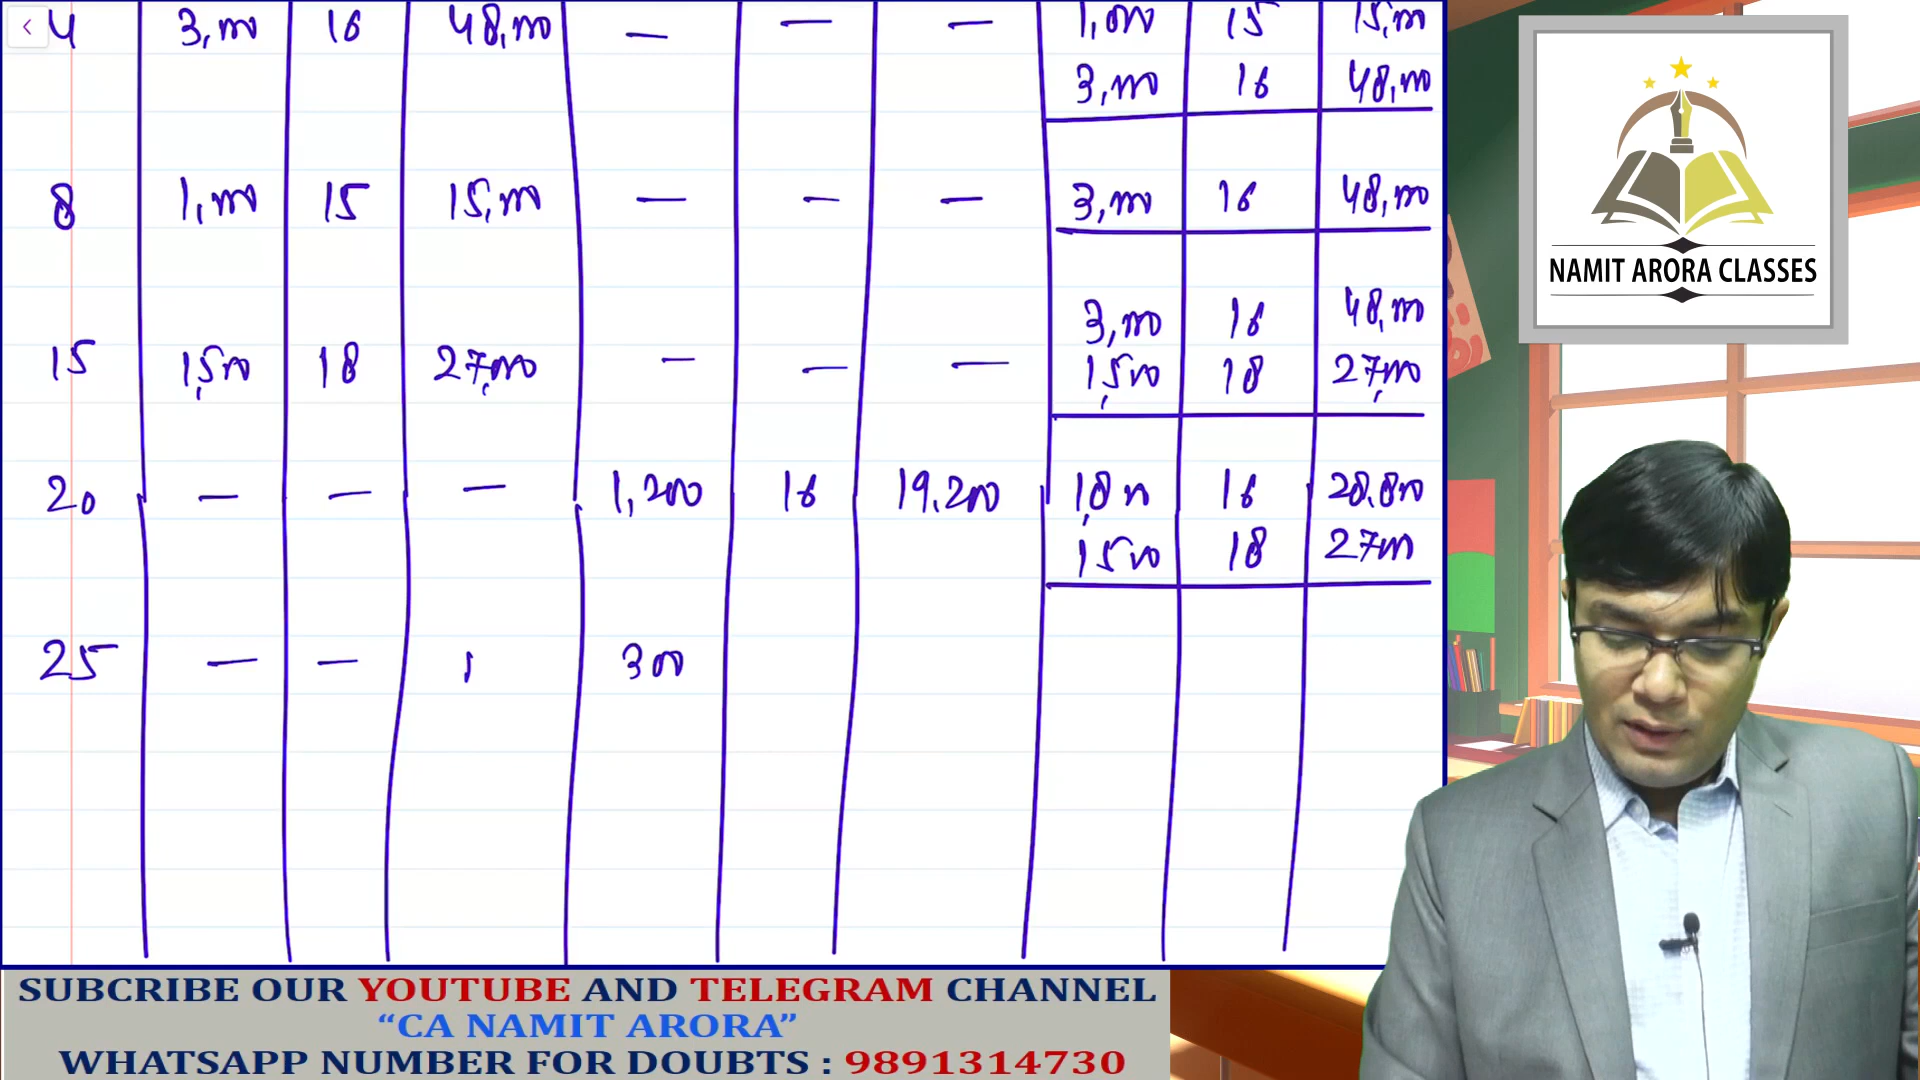 4 3,000 16 48,000 — — — 1,000 15 15,000
3,000 16 48,000
8 1,000 15 15,000 — — — 3,000 16 48,000
3,000 16 48,000
15 1,500 18 27,000 — — — 1,500 18 27,000
20 — — — 1,200 16 19,200 1,800 16 28,800
1,500 18 27,000
25 — — 300
NAMIT ARORA CLASSES
SUBCRIBE OUR YOUTUBE AND TELEGRAM CHANNEL
“CA NAMIT ARORA”
WHATSAPP NUMBER FOR DOUBTS : 9891314730